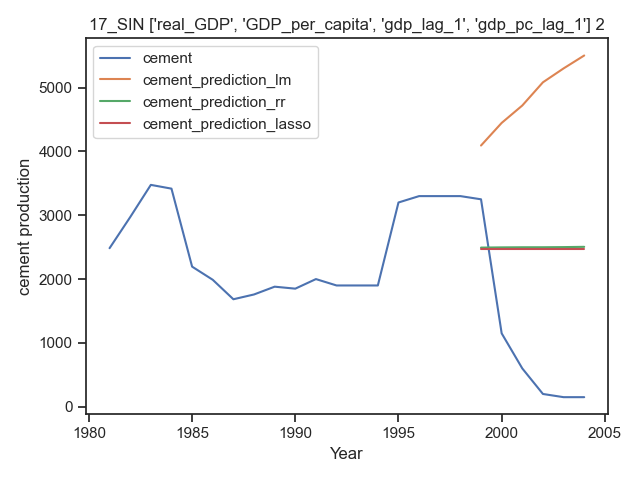 17_SIN ['real_GDP', 'GDP_per_capita', 'gdp_lag_1', 'gdp_pc_lag_1'] 2
cement
cement_prediction_lm
cement_prediction_rr
cement_prediction_lasso
5000
4000
3000
2000
1000
0
cement production
1980
1985
1990
1995
2000
2005
Year